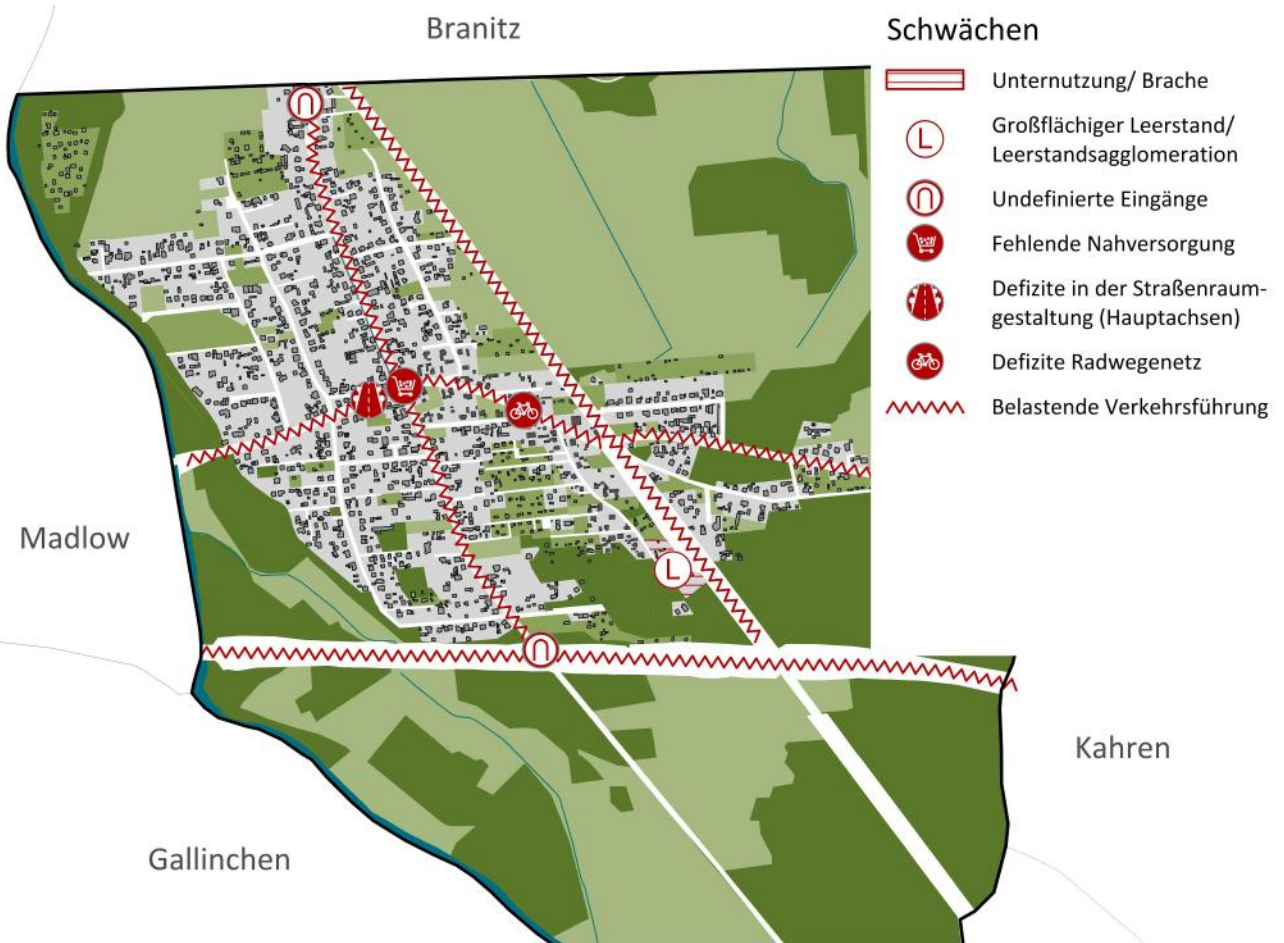 Branitz
Schwächen
Unternutzung/ Brache
Großflächiger Leerstand/
Leerstandsagglomeration
Undefinierte Eingänge
Fehlende Nahversorgung
Defizite in der Straßenraum-
gestaltung (Hauptachsen)
Defizite Radwegenetz
Belastende Verkehrsführung
L
L
Madlow
Kahren
Gallinchen